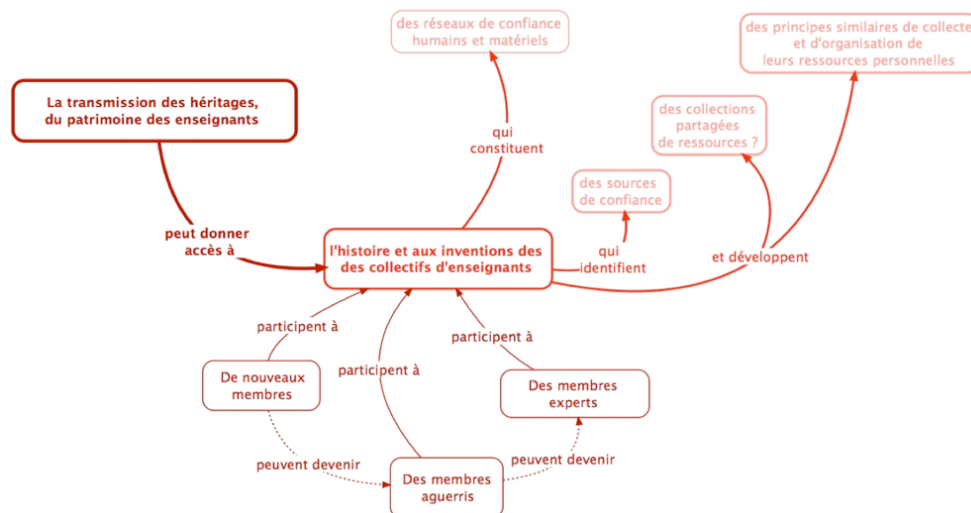 des réseaux de confiance
humains et matériels
des principes similaires de collecte
et d'organisation de
leurs ressources personnelles
La transmission des héritages,
du patrimoine des enseignants
des collections
partagées
de ressources ?
qui
constituent
des sources
de confiance
peut donner
accès à
l'histoire et aux inventions des
des collectifs d'enseignants
qui
identifient
et développent
participent à
participent à
participent à
De nouveaux
membres
Des membres
experts
peuvent devenir
Des membres
aguerris
peuvent devenir